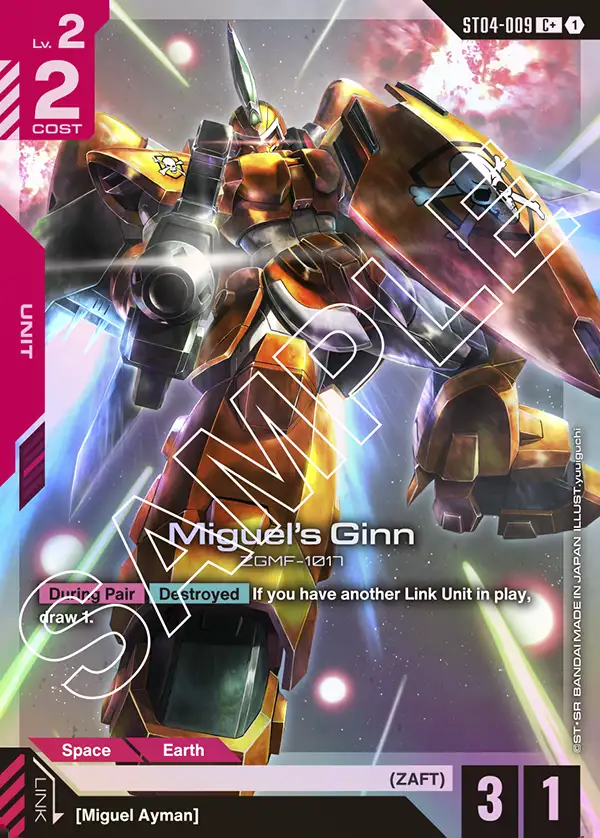 ST04-009 C+ 1
Lv. 2
2
COST
UNIT
SAMPLE
Miguel's Ginn
ZGMF-1017
During Pair Destroyed If you have another Link Unit in play,
draw 1.
Space Earth
(ZAFT)
LINK
[Miguel Ayman]
3 1
©ST・SR BANDAI MADE IN JAPAN ILLUST.yuuiguchi